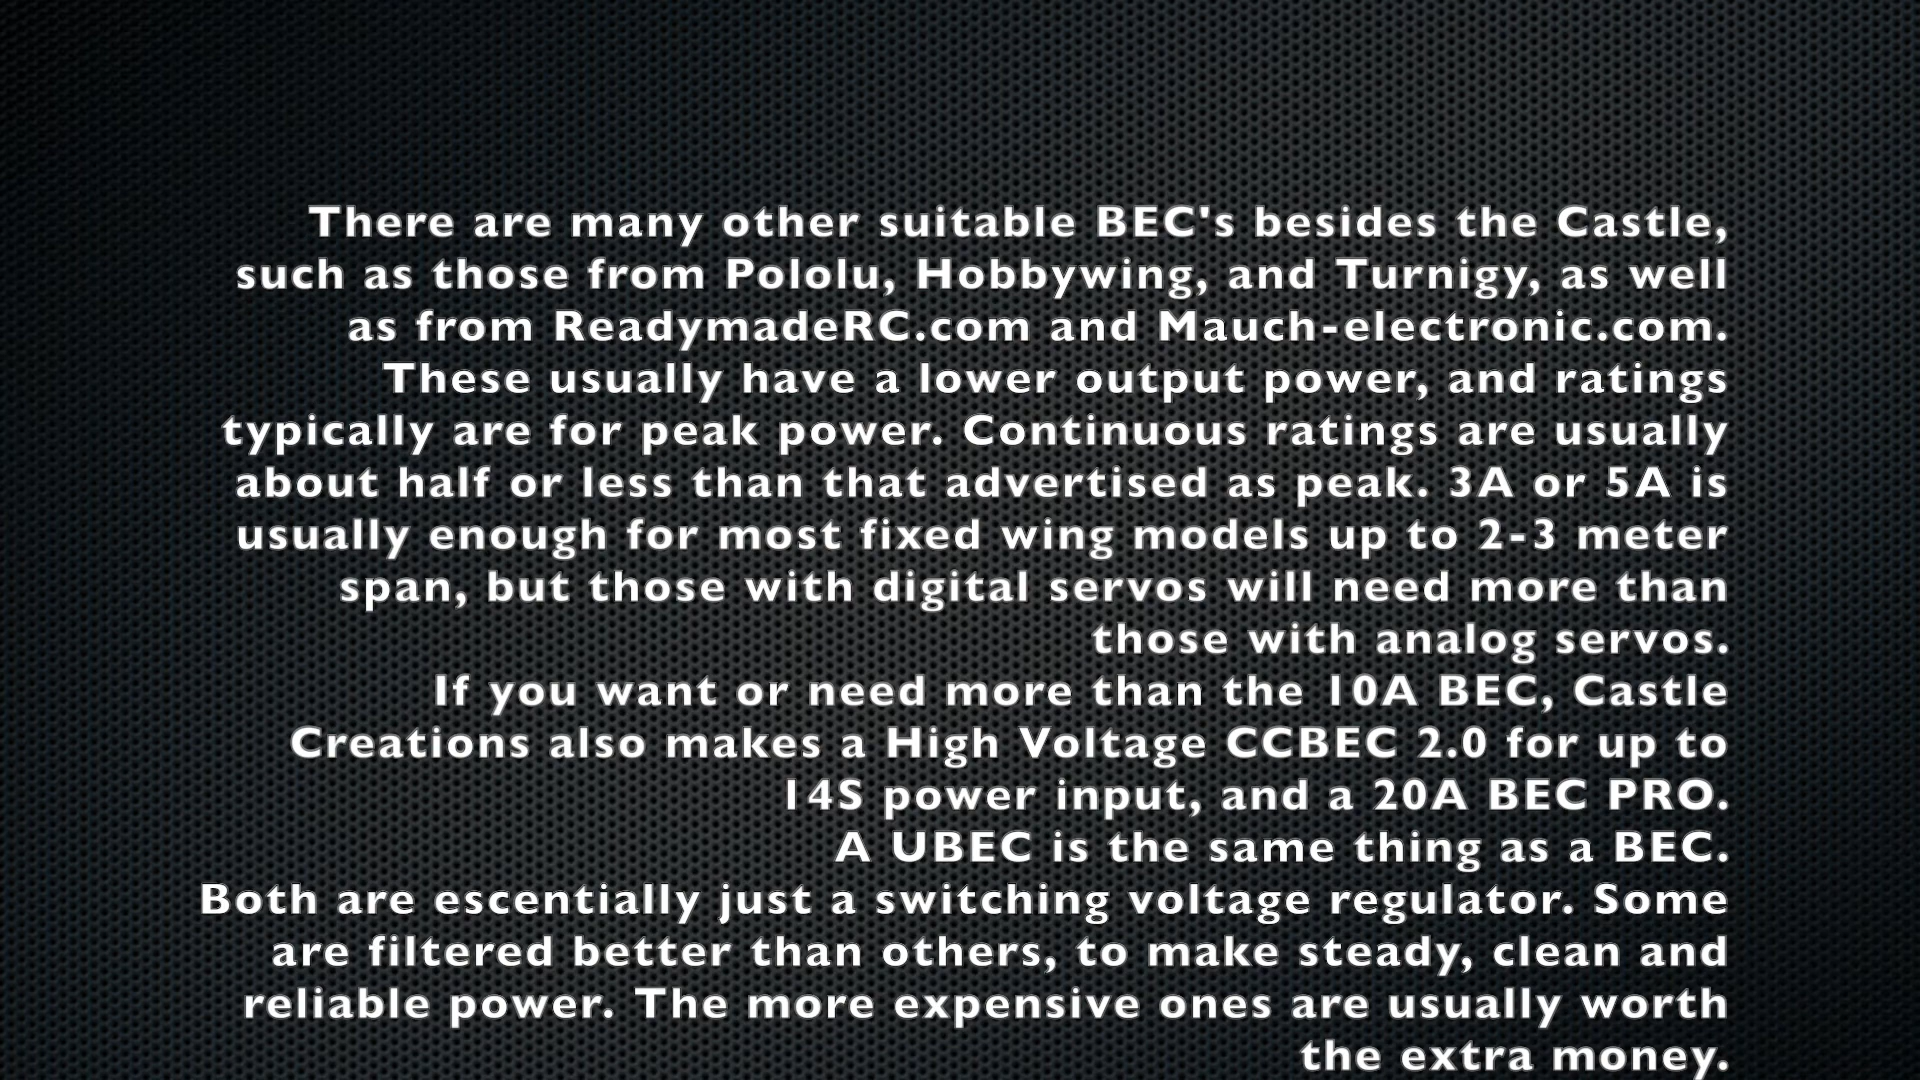 There are many other suitable BEC's besides the Castle,
such as those from Pololu, Hobbywing, and Turnigy, as well
as from ReadymadeRC.com and Mauch-electronic.com.
These usually have a lower output power, and ratings
typically are for peak power. Continuous ratings are usually
about half or less than that advertised as peak. 3A or 5A is
usually enough for most fixed wing models up to 2-3 meter
span, but those with digital servos will need more than
those with analog servos.
If you want or need more than the 10A BEC, Castle
Creations also makes a High Voltage CCBEC 2.0 for up to
14S power input, and a 20A BEC PRO.
A UBEC is the same thing as a BEC.
Both are escentially just a switching voltage regulator. Some
are filtered better than others, to make steady, clean and
reliable power. The more expensive ones are usually worth
the extra money.